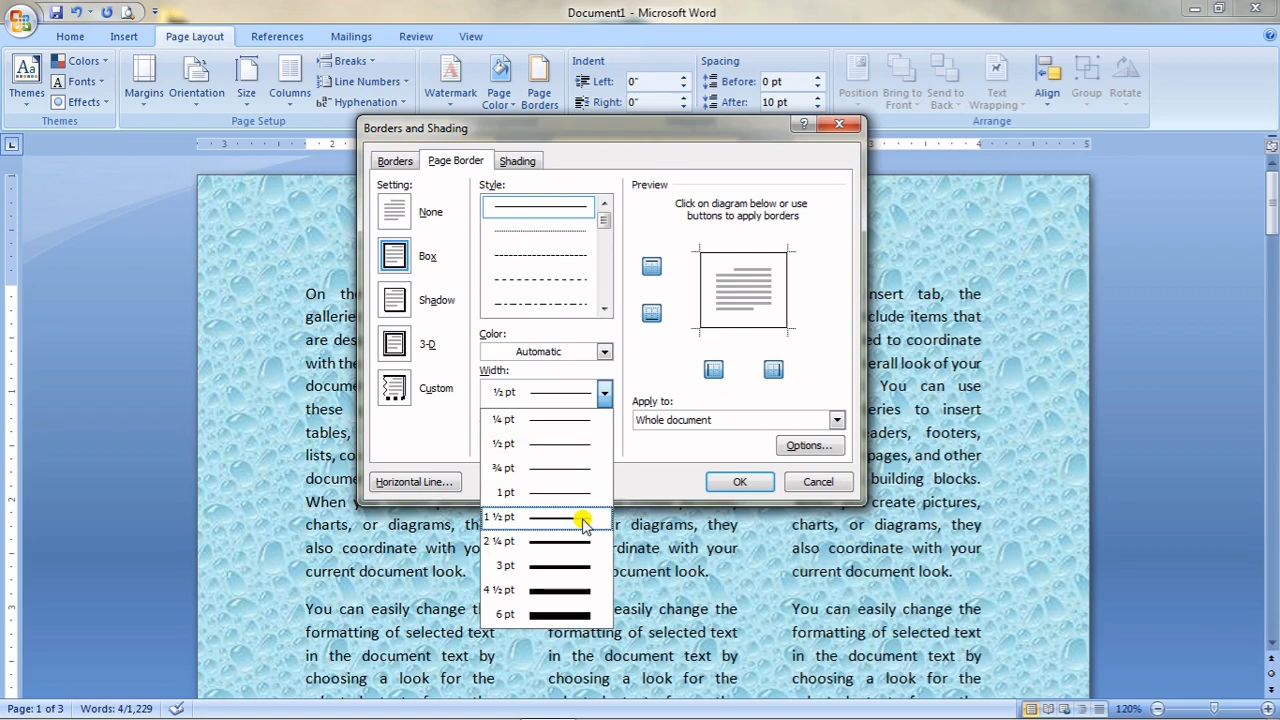 Document1 - Microsoft Word
Home Insert Page Layout References Mailings Review View
Aa Colors Breaks Indent Spacing
Fonts Line Numbers Left: 0" Before: 0 pt
Themes Effects Margins Orientation Size Columns Hyphenation Watermark Page Color Page Borders Right: 0" After: 10 pt Position Bring to Front Send to Back Text Wrapping Align Group Rotate
Themes Page Setup Arrange
Borders and Shading
Borders Page Border Shading
Setting:
None
Box
Shadow
3-D
Custom
Horizontal Line...
Style:
Color:
Automatic
Width:
½ pt
¼ pt
½ pt
¾ pt
1 pt
1 ½ pt
2 ¼ pt
3 pt
4 ½ pt
6 pt
Preview
Click on diagram below or use
buttons to apply borders
Apply to:
Whole document
Options...
OK Cancel
On the
galleries
are des
with the
docume
these
tables,
lists, co
When y
charts, or diagrams, they
also coordinate with your
current document look.
You can easily change the
formatting of selected text
in the document text by
choosing a look for the
or diagrams, they
ordinate with your
document look.
easily change the
of selected text
document text by
a look for the
nsert tab, the
clude items that
to coordinate
erall look of your
You can use
eries to insert
eaders, footers,
pages, and other
building blocks.
create pictures,
charts, or diagrams, they
also coordinate with your
current document look.
You can easily change the
formatting of selected text
in the document text by
choosing a look for the
Page: 1 of 3 Words: 4/1,229 120%